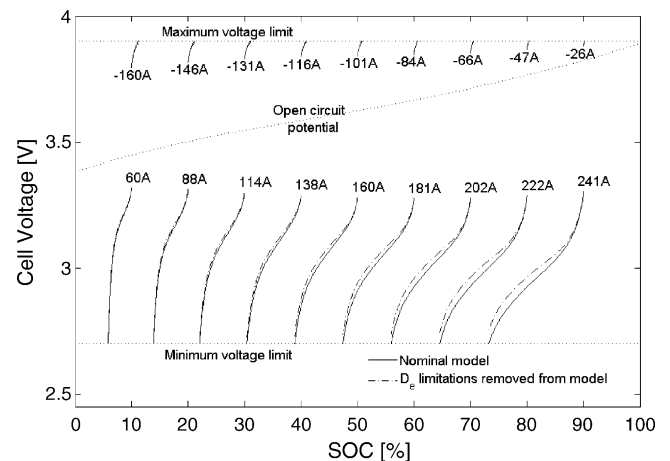 4
Maximum voltage limit
-160A -146A -131A -116A -101A -84A -66A -47A -26A
Open circuit
potential
3.5
60A 88A 114A 138A 160A 181A 202A 222A 241A
Cell Voltage [V]
3
Minimum voltage limit
Nominal model
De limitations removed from model
2.5
0 10 20 30 40 50 60 70 80 90 100
SOC [%]